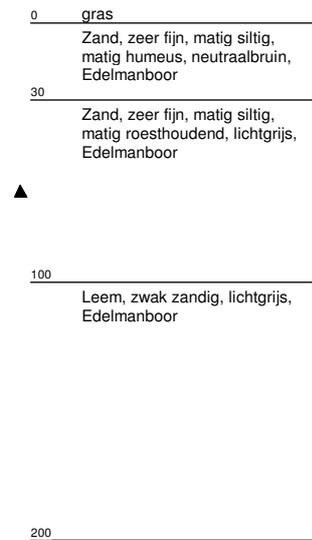 0 gras
Zand, zeer fijn, matig siltig,
matig humeus, neutraalbruin,
Edelmanboor
30
Zand, zeer fijn, matig siltig,
matig roesthoudend, lichtgrijs,
Edelmanboor
100
Leem, zwak zandig, lichtgrijs,
Edelmanboor
200